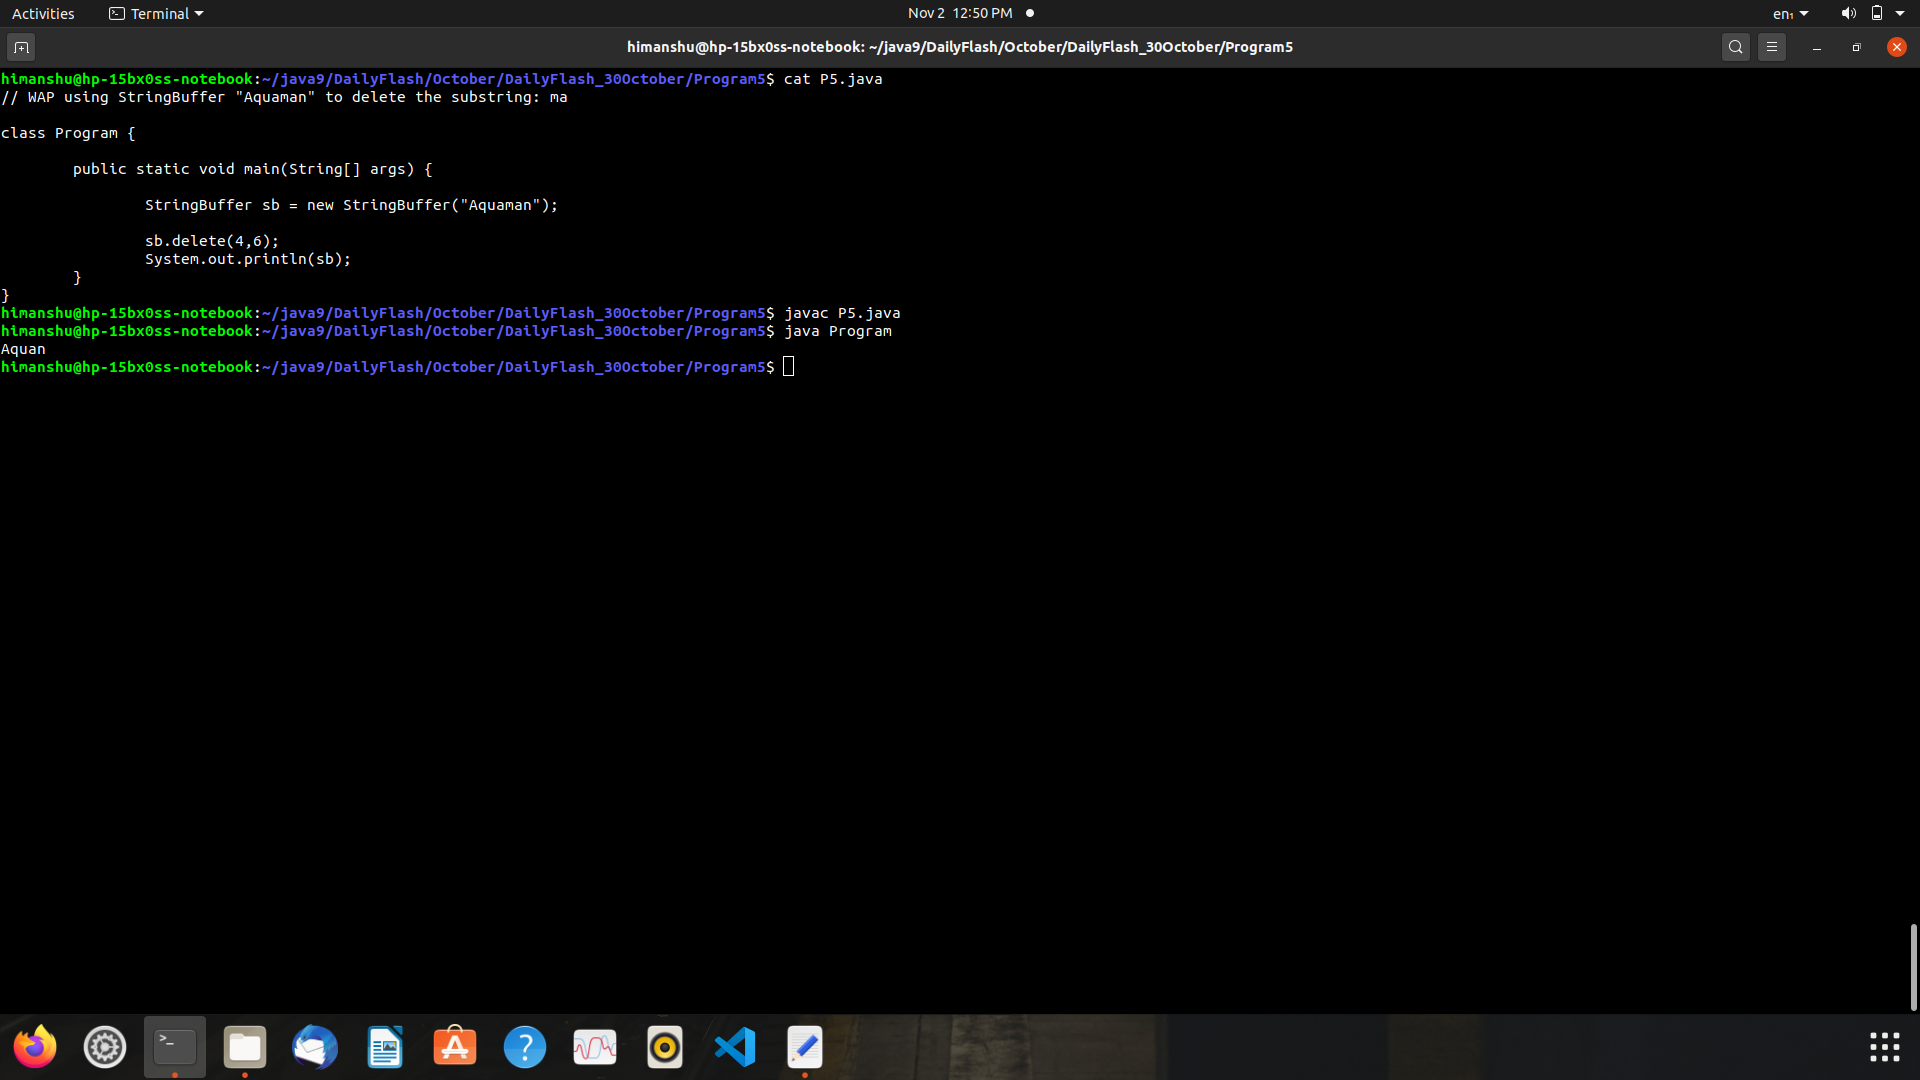 Activities Terminal Nov 2 12:50 PM en₁
himanshu@hp-15bx0ss-notebook: ~/java9/DailyFlash/October/DailyFlash_30October/Program5
himanshu@hp-15bx0ss-notebook:~/java9/DailyFlash/October/DailyFlash_30October/Program5$ cat P5.java
// WAP using StringBuffer "Aquaman" to delete the substring: ma
class Program {
public static void main(String[] args) {
StringBuffer sb = new StringBuffer("Aquaman");
sb.delete(4,6);
System.out.println(sb);
}
}
himanshu@hp-15bx0ss-notebook:~/java9/DailyFlash/October/DailyFlash_30October/Program5$ javac P5.java
himanshu@hp-15bx0ss-notebook:~/java9/DailyFlash/October/DailyFlash_30October/Program5$ java Program
Aquan
himanshu@hp-15bx0ss-notebook:~/java9/DailyFlash/October/DailyFlash_30October/Program5$